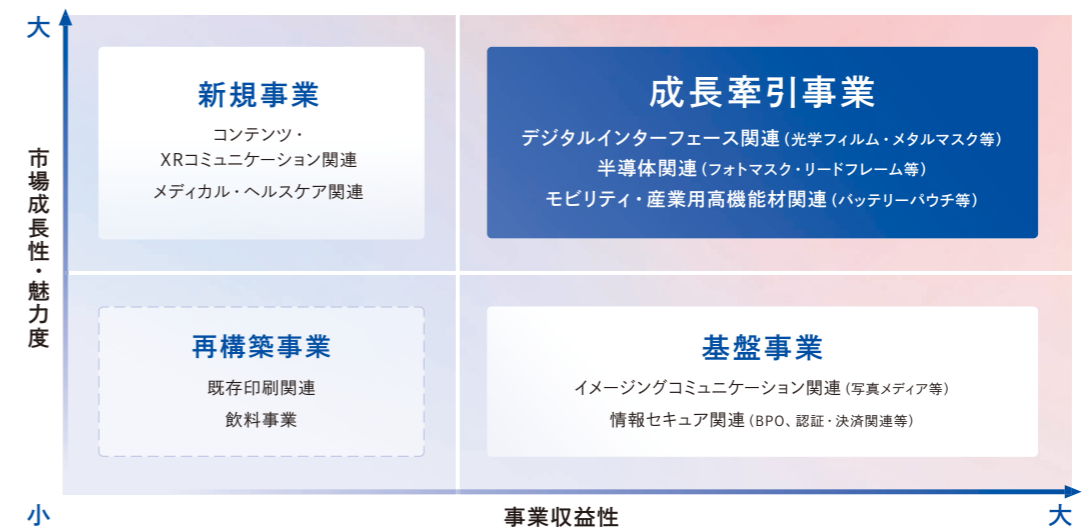 大
市場成長性・魅力度
新規事業
コンテンツ・
XRコミュニケーション関連
メディカル・ヘルスケア関連
成長牽引事業
デジタルインターフェース関連(光学フィルム・メタルマスク等)
半導体関連(フォトマスク・リードフレーム等)
モビリティ・産業用高機能材関連(バッテリーパウチ等)
再構築事業
既存印刷関連
飲料事業
基盤事業
イメージングコミュニケーション関連(写真メディア等)
情報セキュア関連(BPO、認証・決済関連等)
小
事業収益性
大